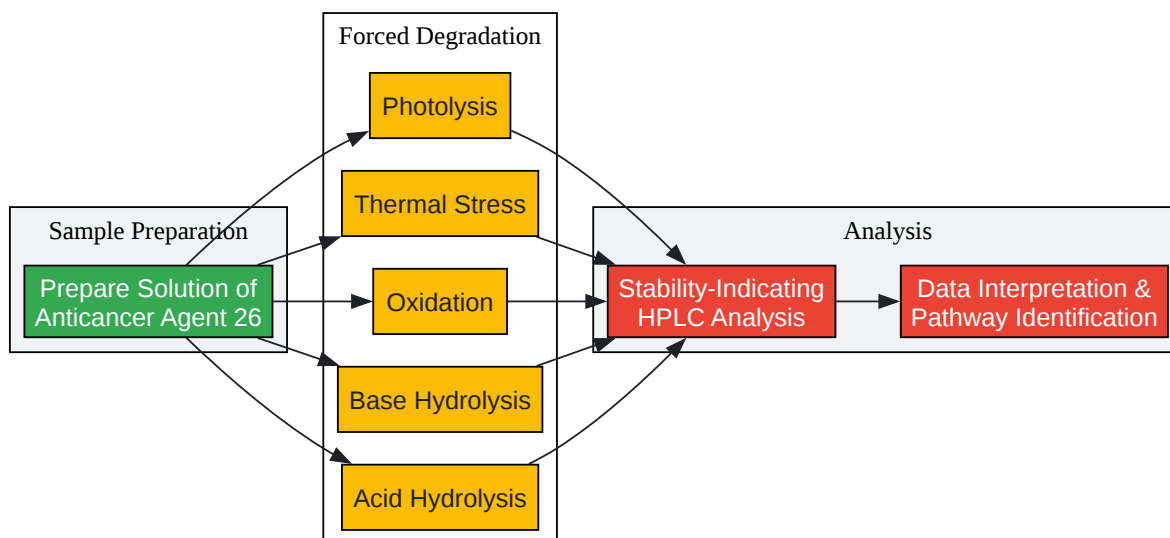 Sample Preparation
Prepare Solution of
Anticancer Agent 26
Forced Degradation
Photolysis
Thermal Stress
Oxidation
Base Hydrolysis
Acid Hydrolysis
Analysis
Stability-Indicating
HPLC Analysis
Data Interpretation &
Pathway Identification